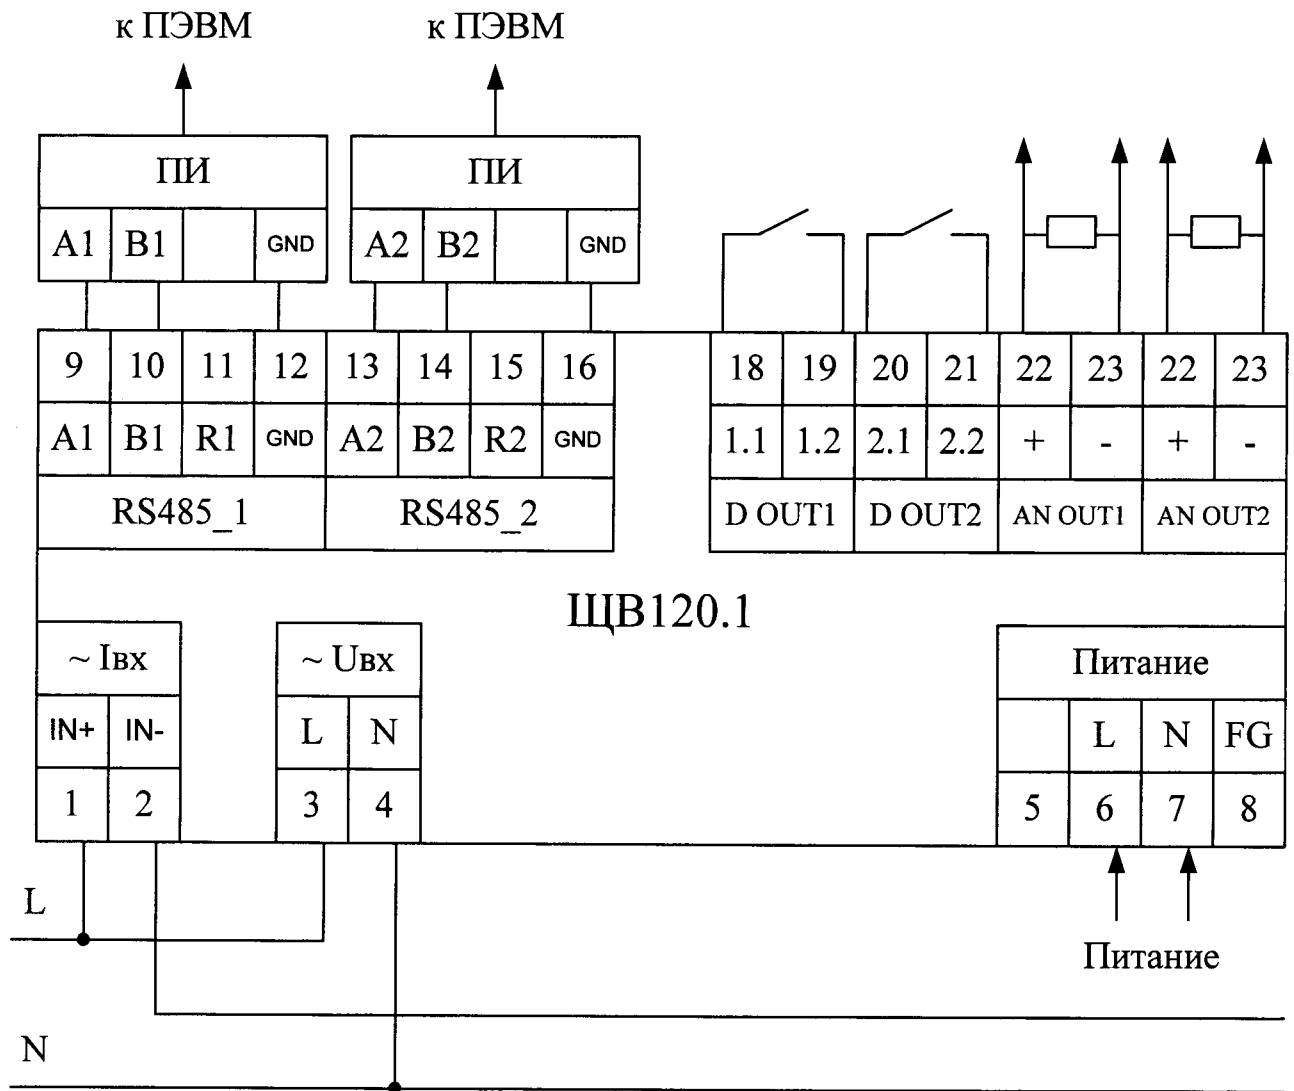 к ПЭВМ к ПЭВМ
ПИ ПИ
A1 B1 GND A2 B2 GND
9 10 11 12 13 14 15 16 18 19 20 21 22 23 22 23
A1 B1 R1 GND A2 B2 R2 GND 1.1 1.2 2.1 2.2 + - + -
RS485_1 RS485_2 D OUT1 D OUT2 AN OUT1 AN OUT2
ЩВ120.1
~ Iвх ~ Uвх Питание
IN+ IN- L N L N FG
1 2 3 4 5 6 7 8
L
Питание
N